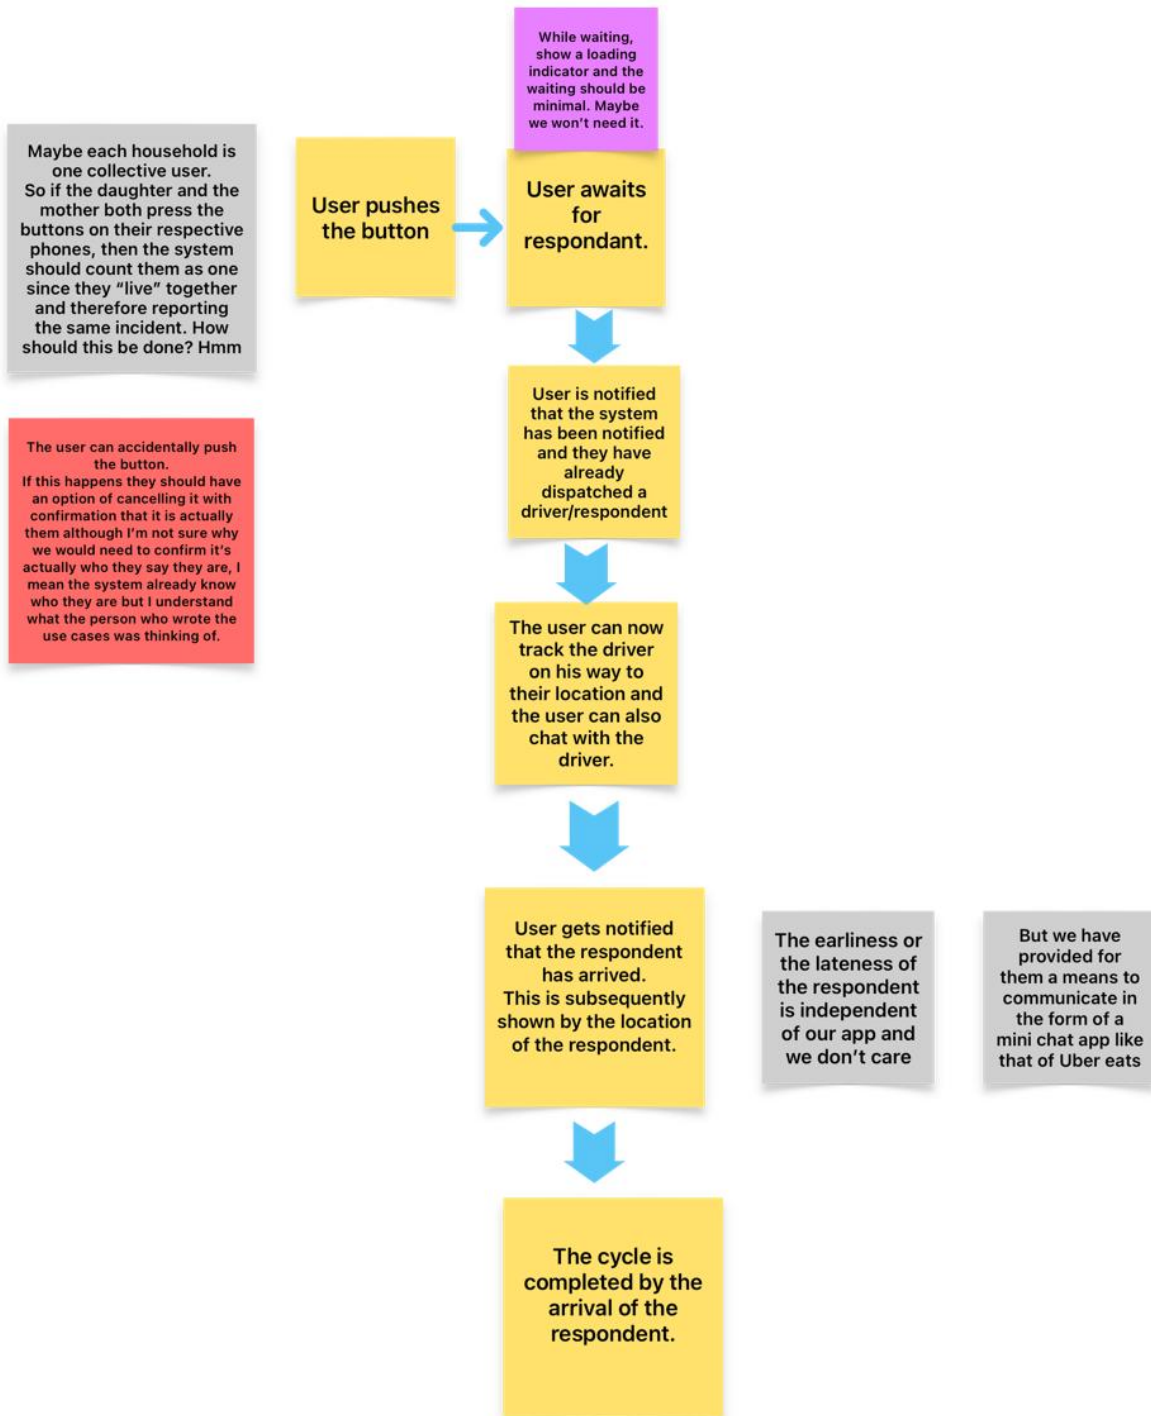 While waiting,
show a loading
indicator and the
waiting should be
minimal. Maybe
we won't need it.
Maybe each household is
one collective user.
So if the daughter and the
mother both press the
buttons on their respective
phones, then the system
should count them as one
since they “live” together
and therefore reporting
the same incident. How
should this be done? Hmm
User pushes
the button
User awaits
for
respondant.
The user can accidentally push
the button.
If this happens they should have
an option of cancelling it with
confirmation that it is actually
them although I'm not sure why
we would need to confirm it's
actually who they say they are, I
mean the system already know
who they are but I understand
what the person who wrote the
use cases was thinking of.
User is notified
that the system
has been notified
and they have
already
dispatched a
driver/respondent
The user can now
track the driver
on his way to
their location and
the user can also
chat with the
driver.
User gets notified
that the respondent
has arrived.
This is subsequently
shown by the location
of the respondent.
The earliness or
the lateness of
the respondent
is independent
of our app and
we don't care
But we have
provided for
them a means to
communicate in
the form of a
mini chat app like
that of Uber eats
The cycle is
completed by the
arrival of the
respondent.